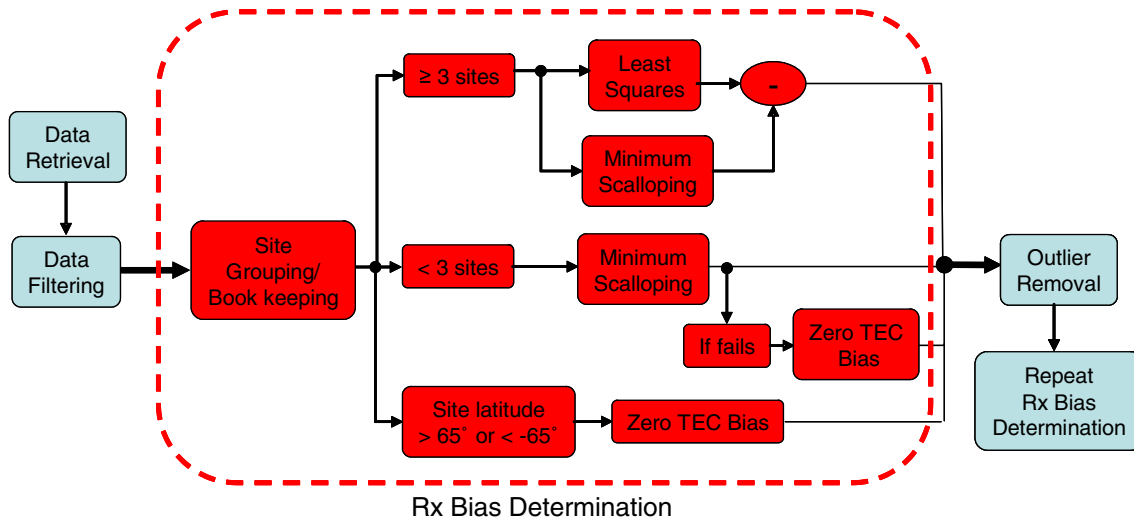 Data
Retrieval
Data
Filtering
Site
Grouping/
Book keeping
≥ 3 sites
Least
Squares
-
Minimum
Scalloping
< 3 sites
Minimum
Scalloping
If fails
Zero TEC
Bias
Site latitude
> 65° or < -65°
Zero TEC Bias
Outlier
Removal
Repeat
Rx Bias
Determination
Rx Bias Determination